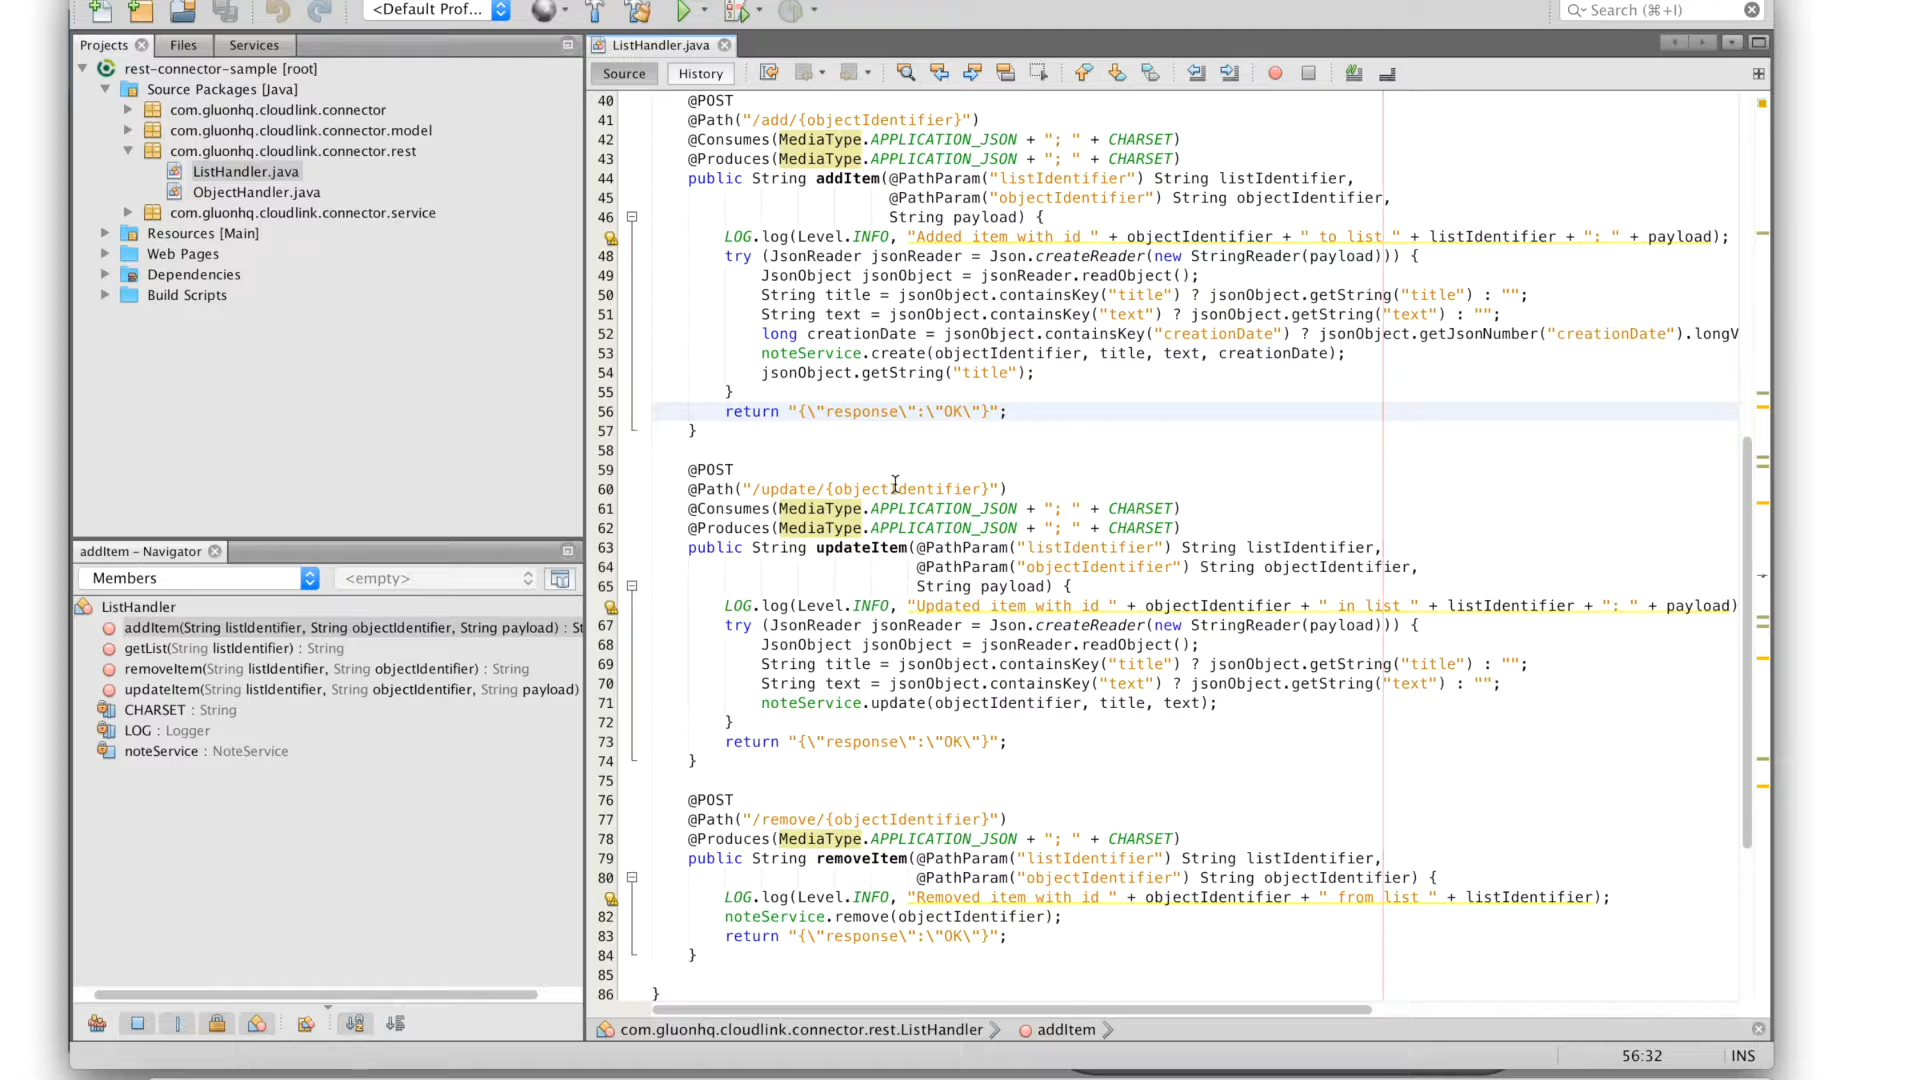 <Default Prof...
Search (⌘+I)
Projects
Files
Services
rest-connector-sample [root]
Source Packages [Java]
com.gluonhq.cloudlink.connector
com.gluonhq.cloudlink.connector.model
com.gluonhq.cloudlink.connector.rest
ListHandler.java
ObjectHandler.java
com.gluonhq.cloudlink.connector.service
Resources [Main]
Web Pages
Dependencies
Build Scripts
addItem – Navigator
Members
<empty>
ListHandler
addItem(String listIdentifier, String objectIdentifier, String payload) : St
getList(String listIdentifier) : String
removeItem(String listIdentifier, String objectIdentifier) : String
updateItem(String listIdentifier, String objectIdentifier, String payload)
CHARSET : String
LOG : Logger
noteService : NoteService
ListHandler.java
Source
History
40 @POST
41 @Path("/add/{objectIdentifier}")
42 @Consumes(MediaType.APPLICATION_JSON + "; " + CHARSET)
43 @Produces(MediaType.APPLICATION_JSON + "; " + CHARSET)
44 public String addItem(@PathParam("listIdentifier") String listIdentifier,
45 @PathParam("objectIdentifier") String objectIdentifier,
46 String payload) {
LOG.log(Level.INFO, "Added item with id " + objectIdentifier + " to list " + listIdentifier + ": " + payload);
48 try (JsonReader jsonReader = Json.createReader(new StringReader(payload))) {
49 JsonObject jsonObject = jsonReader.readObject();
50 String title = jsonObject.containsKey("title") ? jsonObject.getString("title") : "";
51 String text = jsonObject.containsKey("text") ? jsonObject.getString("text") : "";
52 long creationDate = jsonObject.containsKey("creationDate") ? jsonObject.getJsonNumber("creationDate").longV
53 noteService.create(objectIdentifier, title, text, creationDate);
54 jsonObject.getString("title");
55 }
56 return "{\"response\":\"OK\"}";
57 }
58
59 @POST
60 @Path("/update/{objectIdentifier}")
61 @Consumes(MediaType.APPLICATION_JSON + "; " + CHARSET)
62 @Produces(MediaType.APPLICATION_JSON + "; " + CHARSET)
63 public String updateItem(@PathParam("listIdentifier") String listIdentifier,
64 @PathParam("objectIdentifier") String objectIdentifier,
65 String payload) {
LOG.log(Level.INFO, "Updated item with id " + objectIdentifier + " in list " + listIdentifier + ": " + payload)
67 try (JsonReader jsonReader = Json.createReader(new StringReader(payload))) {
68 JsonObject jsonObject = jsonReader.readObject();
69 String title = jsonObject.containsKey("title") ? jsonObject.getString("title") : "";
70 String text = jsonObject.containsKey("text") ? jsonObject.getString("text") : "";
71 noteService.update(objectIdentifier, title, text);
72 }
73 return "{\"response\":\"OK\"}";
74 }
75
76 @POST
77 @Path("/remove/{objectIdentifier}")
78 @Produces(MediaType.APPLICATION_JSON + "; " + CHARSET)
79 public String removeItem(@PathParam("listIdentifier") String listIdentifier,
80 @PathParam("objectIdentifier") String objectIdentifier) {
LOG.log(Level.INFO, "Removed item with id " + objectIdentifier + " from list " + listIdentifier);
82 noteService.remove(objectIdentifier);
83 return "{\"response\":\"OK\"}";
84 }
85
86 }
com.gluonhq.cloudlink.connector.rest.ListHandler
addItem
56:32
INS